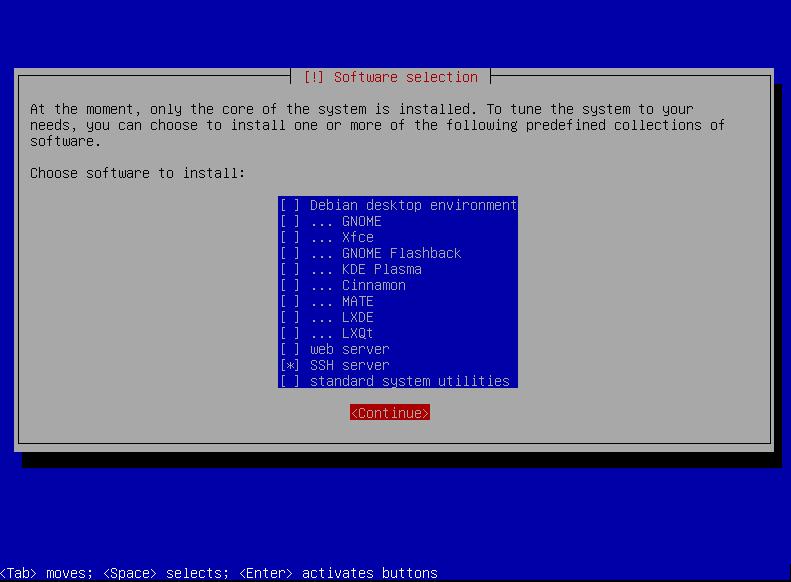 [!] Software selection
At the moment, only the core of the system is installed. To tune the system to your
needs, you can choose to install one or more of the following predefined collections of
software.
Choose software to install:
[ ] Debian desktop environment
[ ] ... GNOME
[ ] ... Xfce
[ ] ... GNOME Flashback
[ ] ... KDE Plasma
[ ] ... Cinnamon
[ ] ... MATE
[ ] ... LXDE
[ ] ... LXQt
[ ] web server
[*] SSH server
[ ] standard system utilities
<Continue>
<Tab> moves; <Space> selects; <Enter> activates buttons